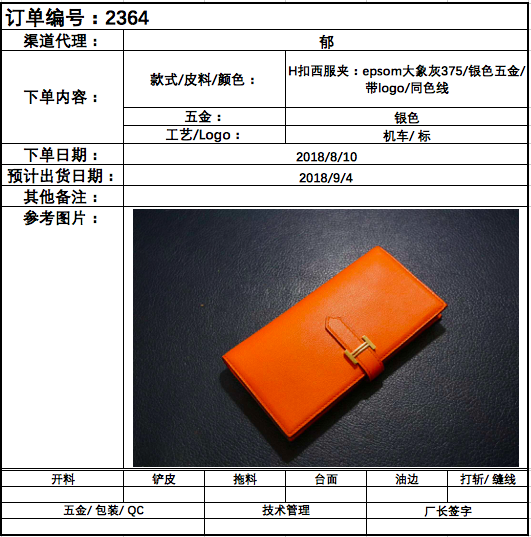 订单编号：2364
渠道代理： 郁
下单内容：
款式/皮料/颜色： H扣西服夹：epsom大象灰375/银色五金/
带logo/同色线
五金： 银色
工艺/Logo： 机车/ 标
下单日期： 2018/8/10
预计出货日期： 2018/9/4
其他备注：
参考图片：
开料 铲皮 拖料 台面 油边 打斩/ 缝线
五金/ 包装/ QC 技术管理 厂长签字